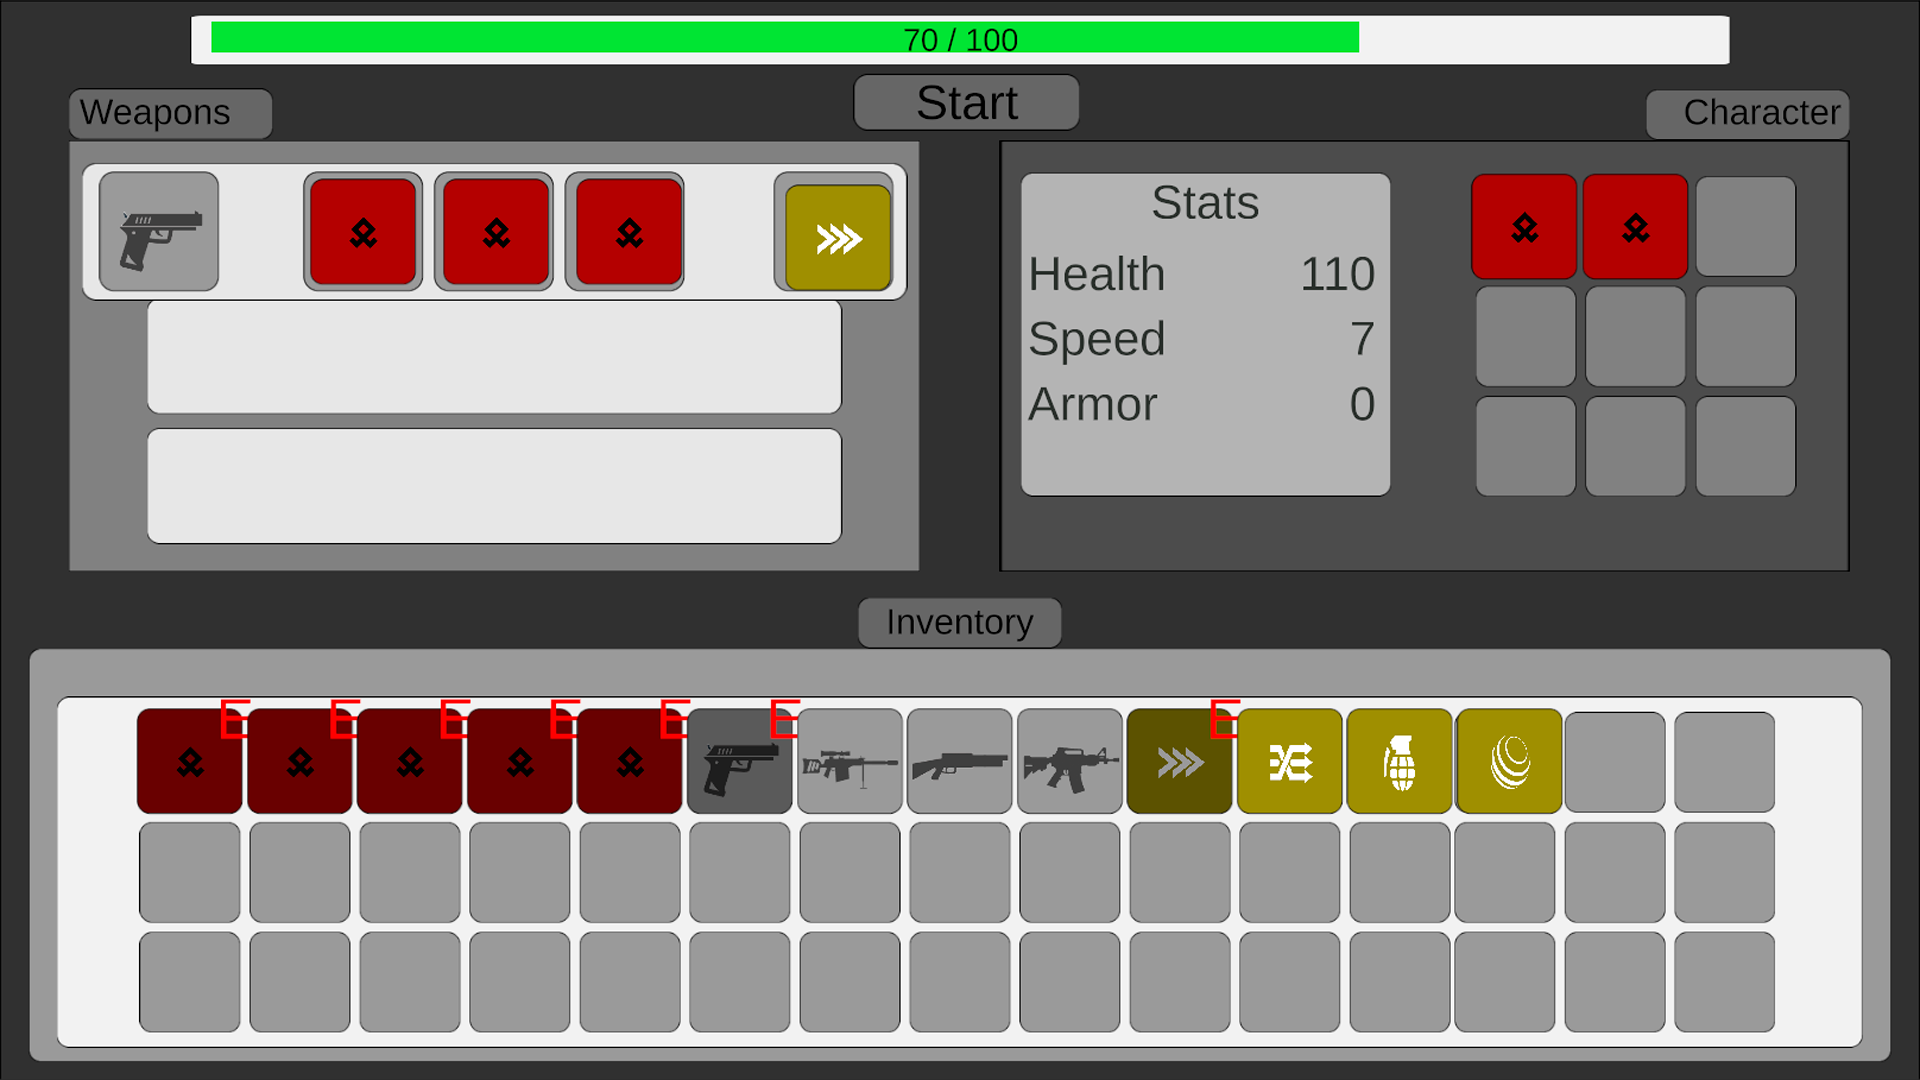 70 / 100
Weapons
Start
Character
Stats
Health 110
Speed 7
Armor 0
Inventory
E E E E E E E